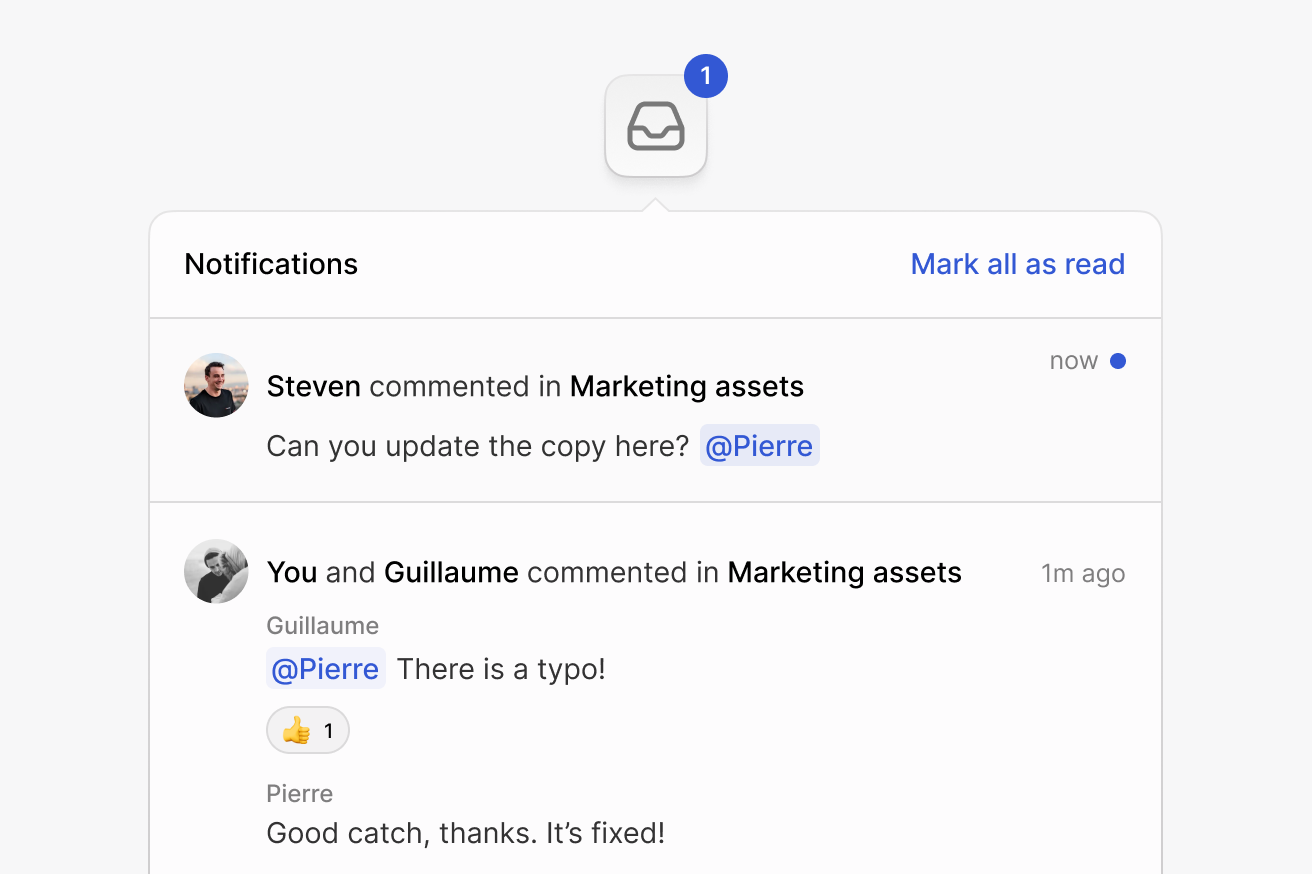 1
Notifications
Mark all as read
now
Steven commented in Marketing assets
Can you update the copy here? @Pierre
You and Guillaume commented in Marketing assets
1m ago
Guillaume
@Pierre There is a typo!
👍 1
Pierre
Good catch, thanks. It’s fixed!